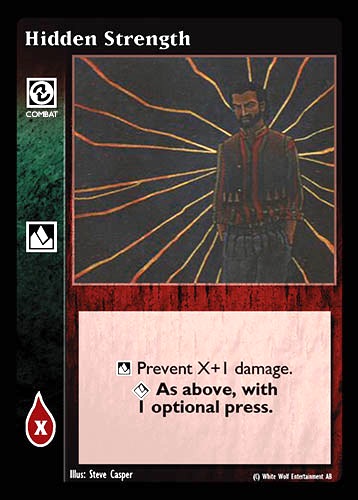 Hidden Strength
COMBAT
Prevent X+1 damage.
As above, with
1 optional press.
X
Illus: Steve Casper
(C) White Wolf Entertainment AB